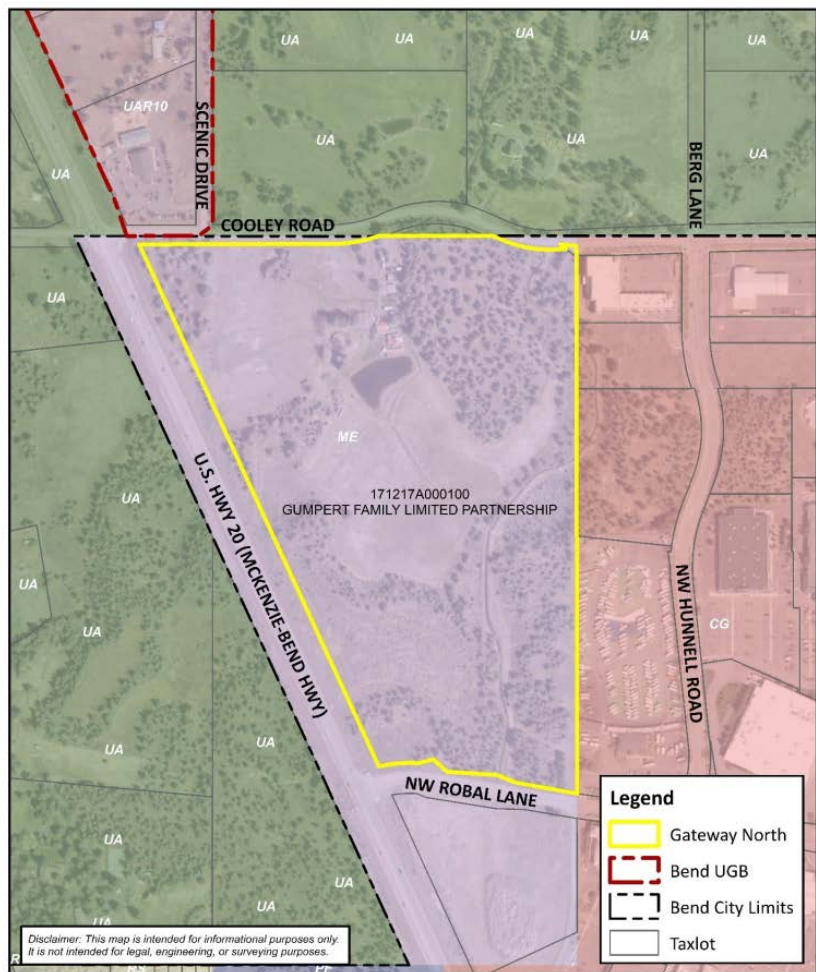 UA
UA
UA
UA
UAR10
SCENIC DRIVE
UA
UA
BERG LANE
UA
UA
COOLEY ROAD
UA
ME
171217A000100
GUMPERT FAMILY LIMITED PARTNERSHIP
U.S. HWY 20 (MCKENZIE-BEND HWY)
UA
UA
UA
CG
NW HUNNELL ROAD
UA
UA
NW ROBAL LANE
UA
UA
UA
UA
Legend
Gateway North
Bend UGB
Bend City Limits
Taxlot
Disclaimer: This map is intended for informational purposes only.
It is not intended for legal, engineering, or surveying purposes.